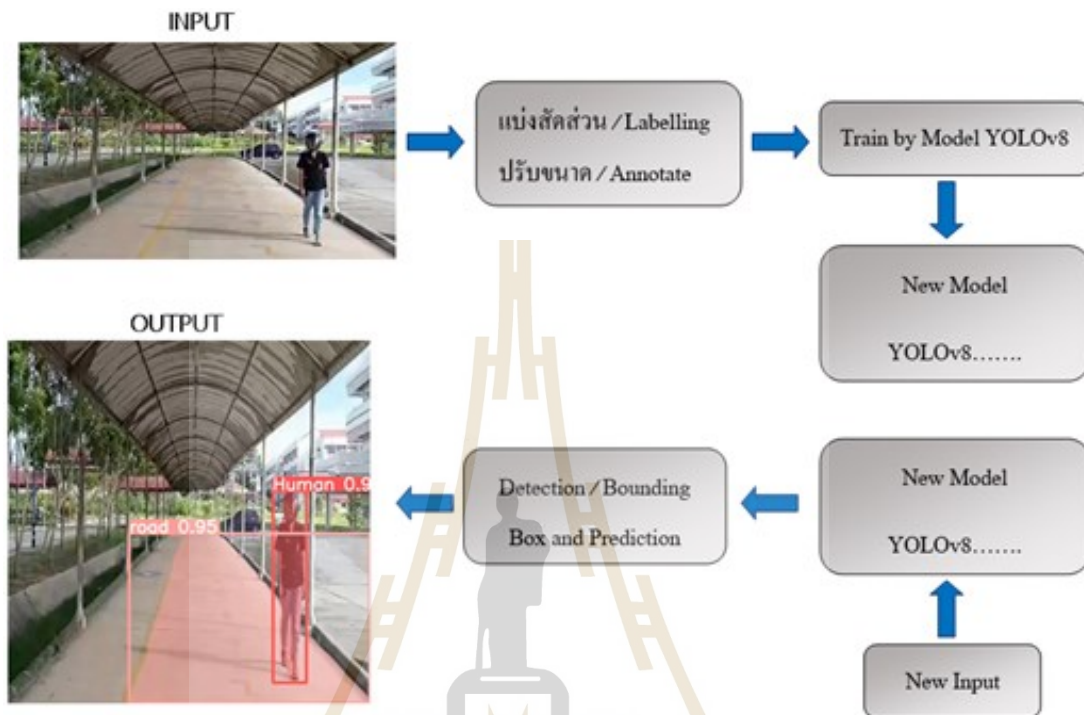 INPUT
แบ่งสัดส่วน / Labelling
ปรับขนาด / Annotate
Train by Model YOLOv8
New Model
YOLOv8.......
OUTPUT
Human 0.9
road 0.95
Detection / Bounding
Box and Prediction
New Model
YOLOv8.......
New Input